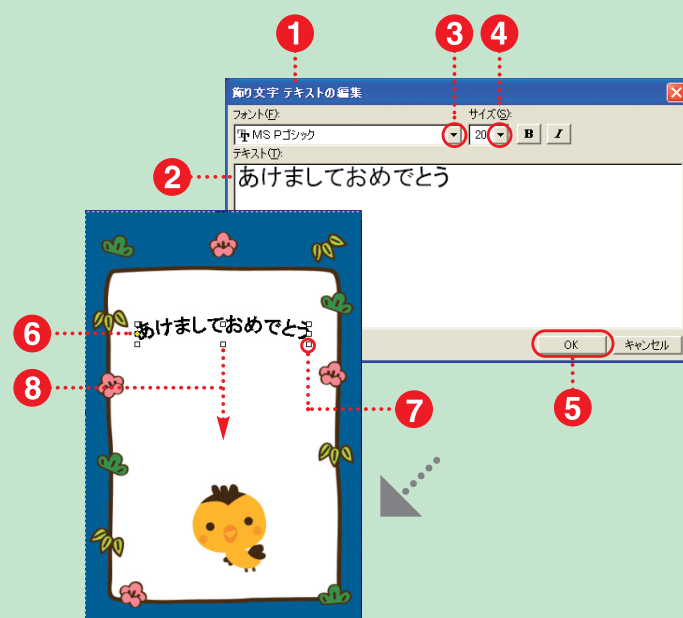 1
3
4
飾り文字 テキストの編集
フォント(F):
サイズ(S):
MS Pゴシック
20
B
I
テキスト(T):
2
あけましておめでとう
6
あけましておめでとう
OK
キャンセル
8
7
5